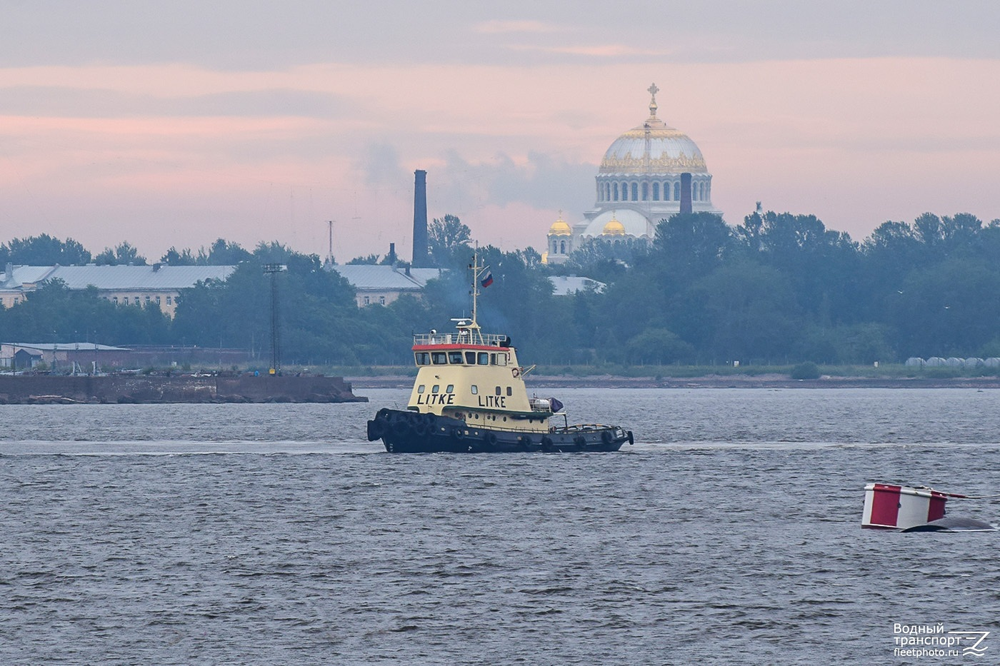 LITKE
LITKE
Водный
транспорт
fleetphoto.ru